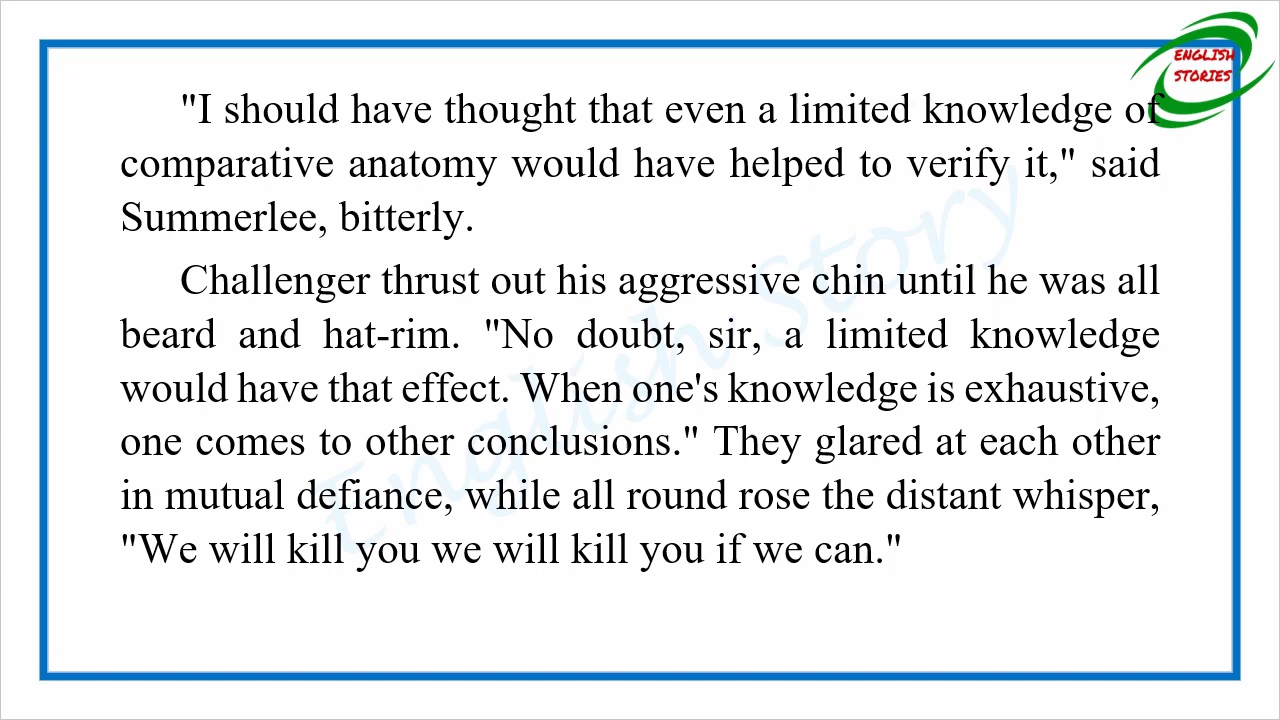 ENGLISH
STORIES
"I should have thought that even a limited knowledge of
comparative anatomy would have helped to verify it," said
Summerlee, bitterly.
Challenger thrust out his aggressive chin until he was all
beard and hat-rim. "No doubt, sir, a limited knowledge
would have that effect. When one's knowledge is exhaustive,
one comes to other conclusions." They glared at each other
in mutual defiance, while all round rose the distant whisper,
"We will kill you we will kill you if we can."
English Story